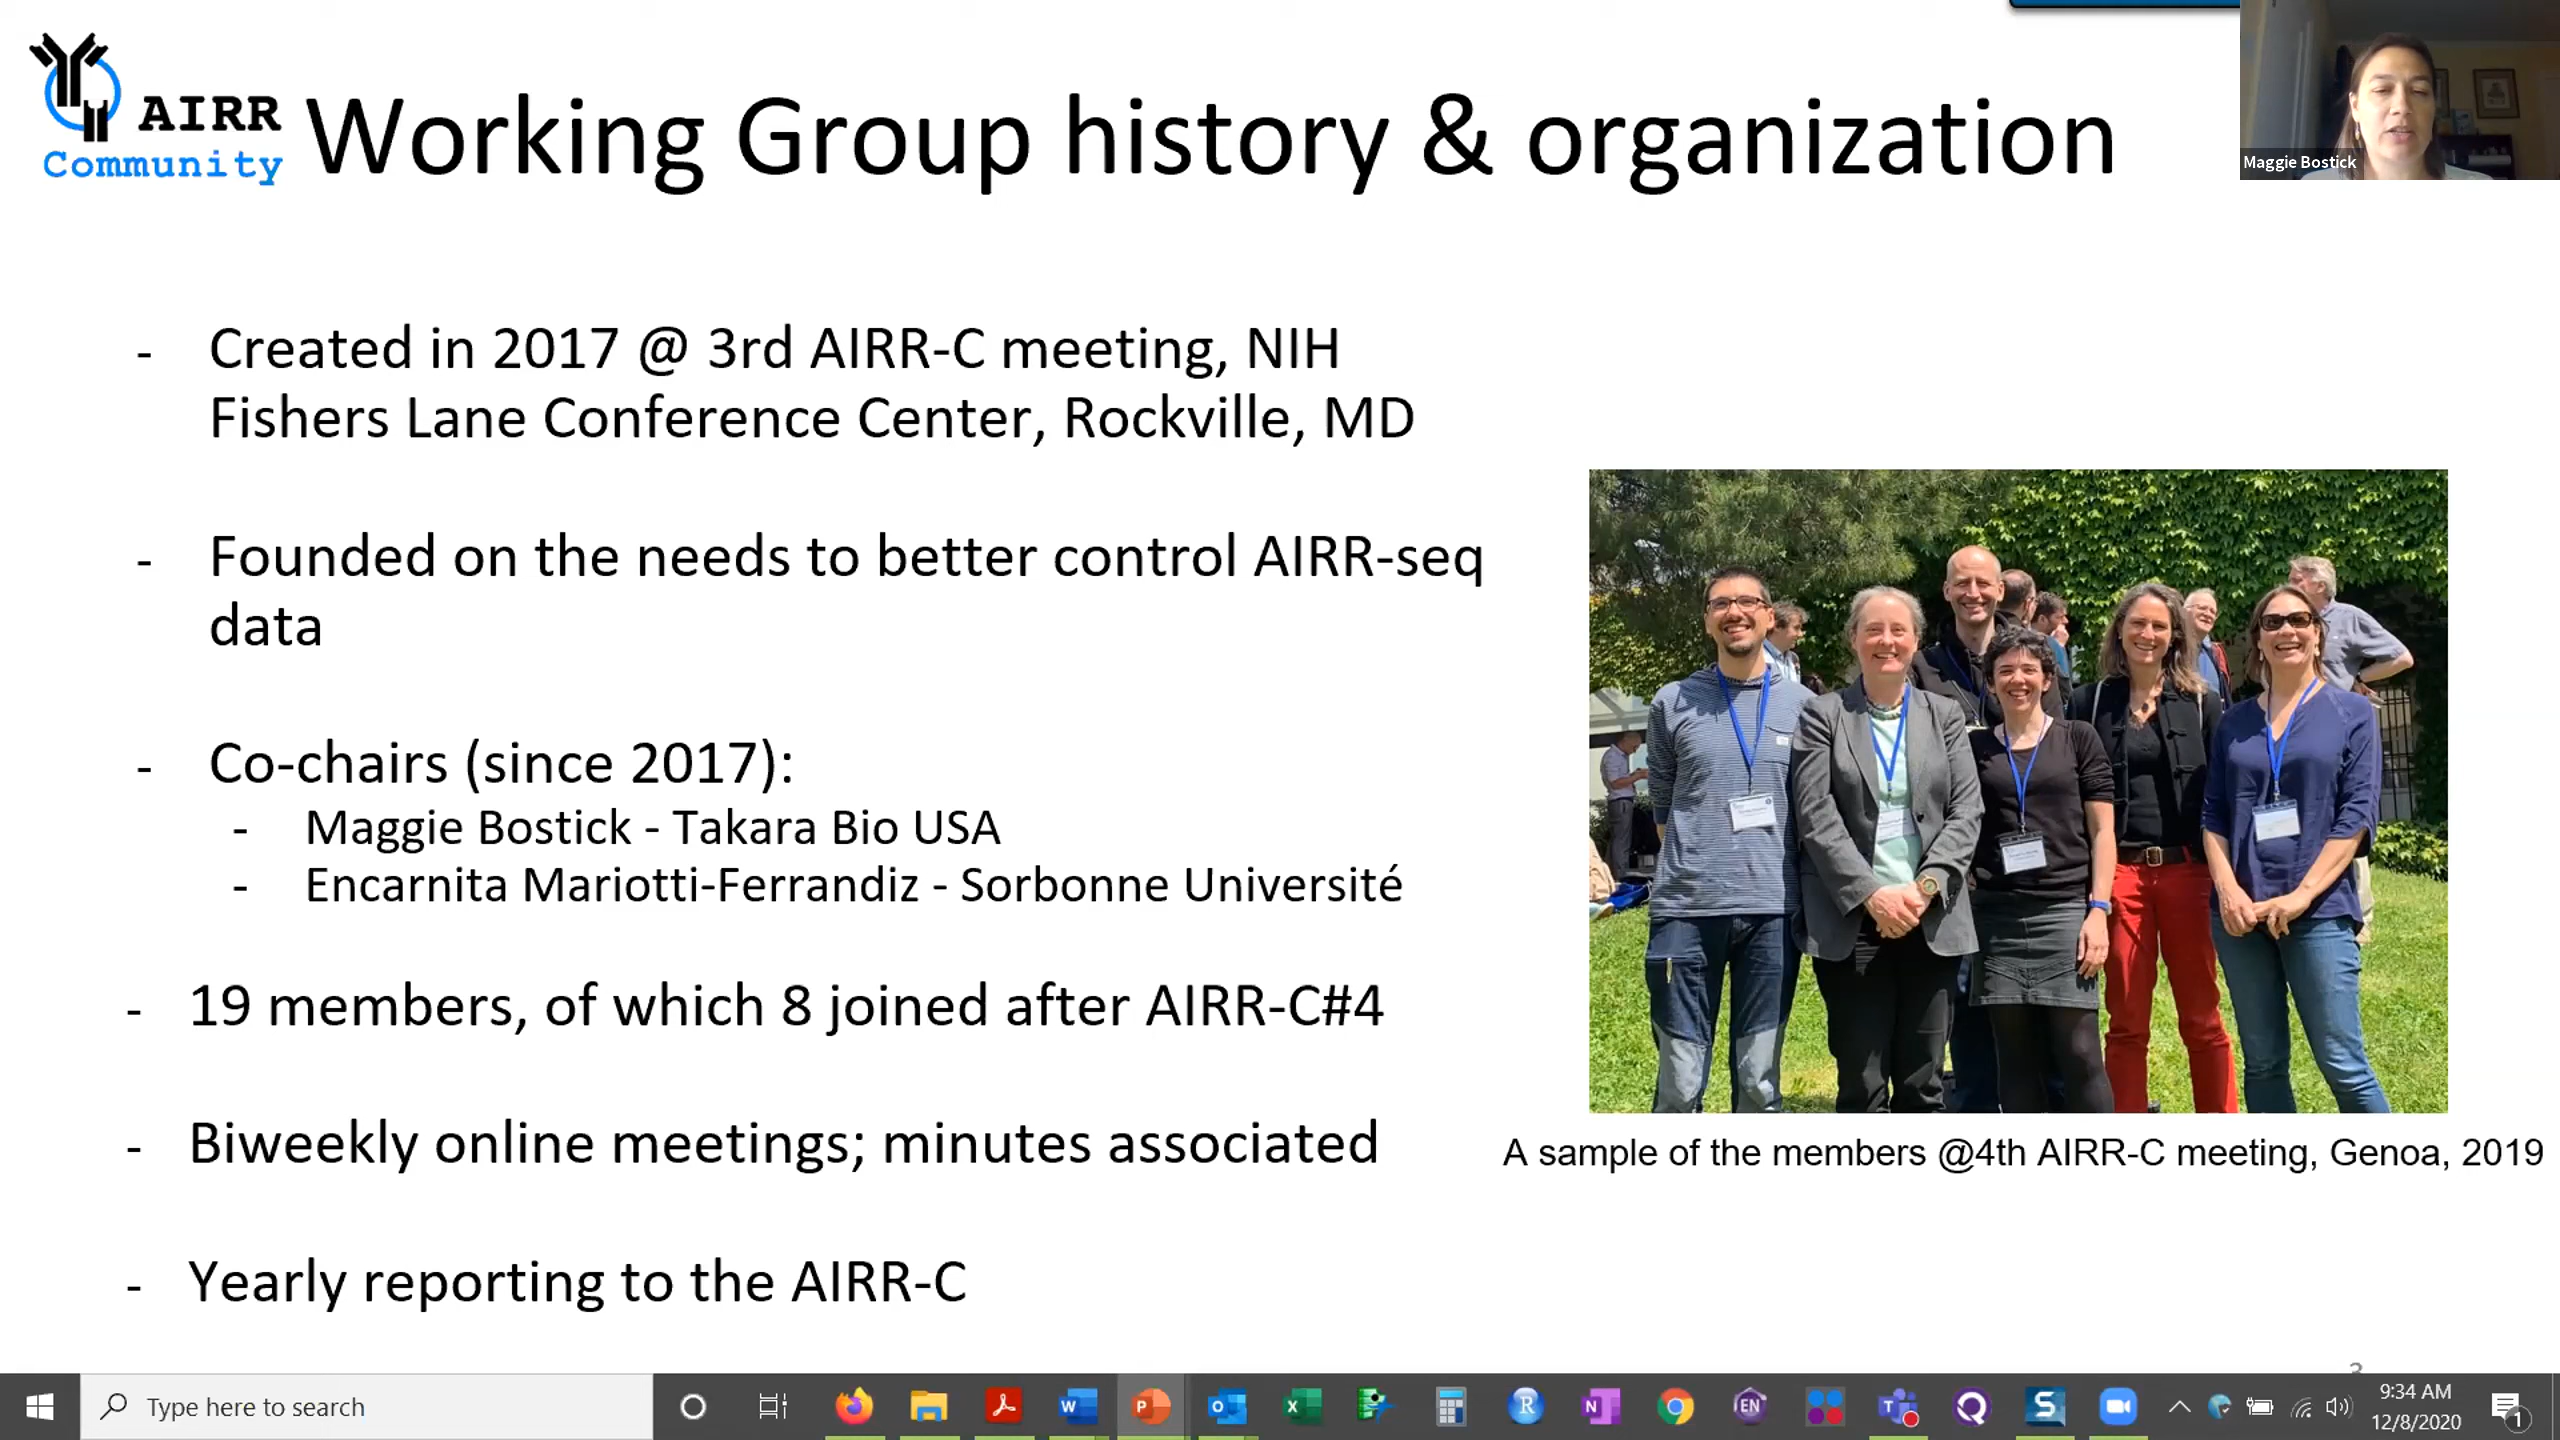 AIRR
Community
Working Group history & organization
Maggie Bostick
- Created in 2017 @ 3rd AIRR-C meeting, NIH
Fishers Lane Conference Center, Rockville, MD
- Founded on the needs to better control AIRR-seq
data
- Co-chairs (since 2017):
- Maggie Bostick - Takara Bio USA
- Encarnita Mariotti-Ferrandiz - Sorbonne Université
- 19 members, of which 8 joined after AIRR-C#4
- Biweekly online meetings; minutes associated
- Yearly reporting to the AIRR-C
A sample of the members @4th AIRR-C meeting, Genoa, 2019
3
Type here to search
W
P
O
X
R
N
EN
T
S
9:34 AM
12/8/2020
1